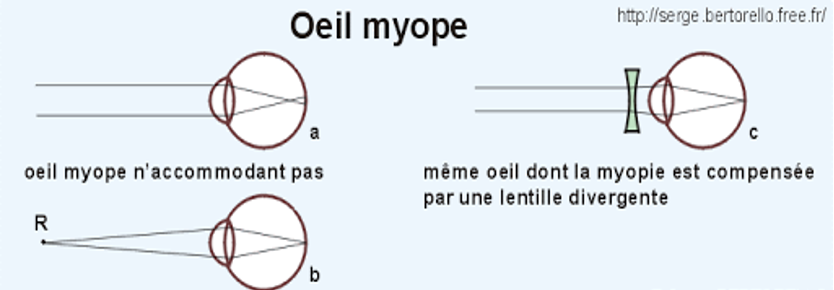 Oeil myope
http://serge.bertorello.free.fr/
a
oeil myope n'accommodant pas
R
b
c
même oeil dont la myopie est compensée
par une lentille divergente